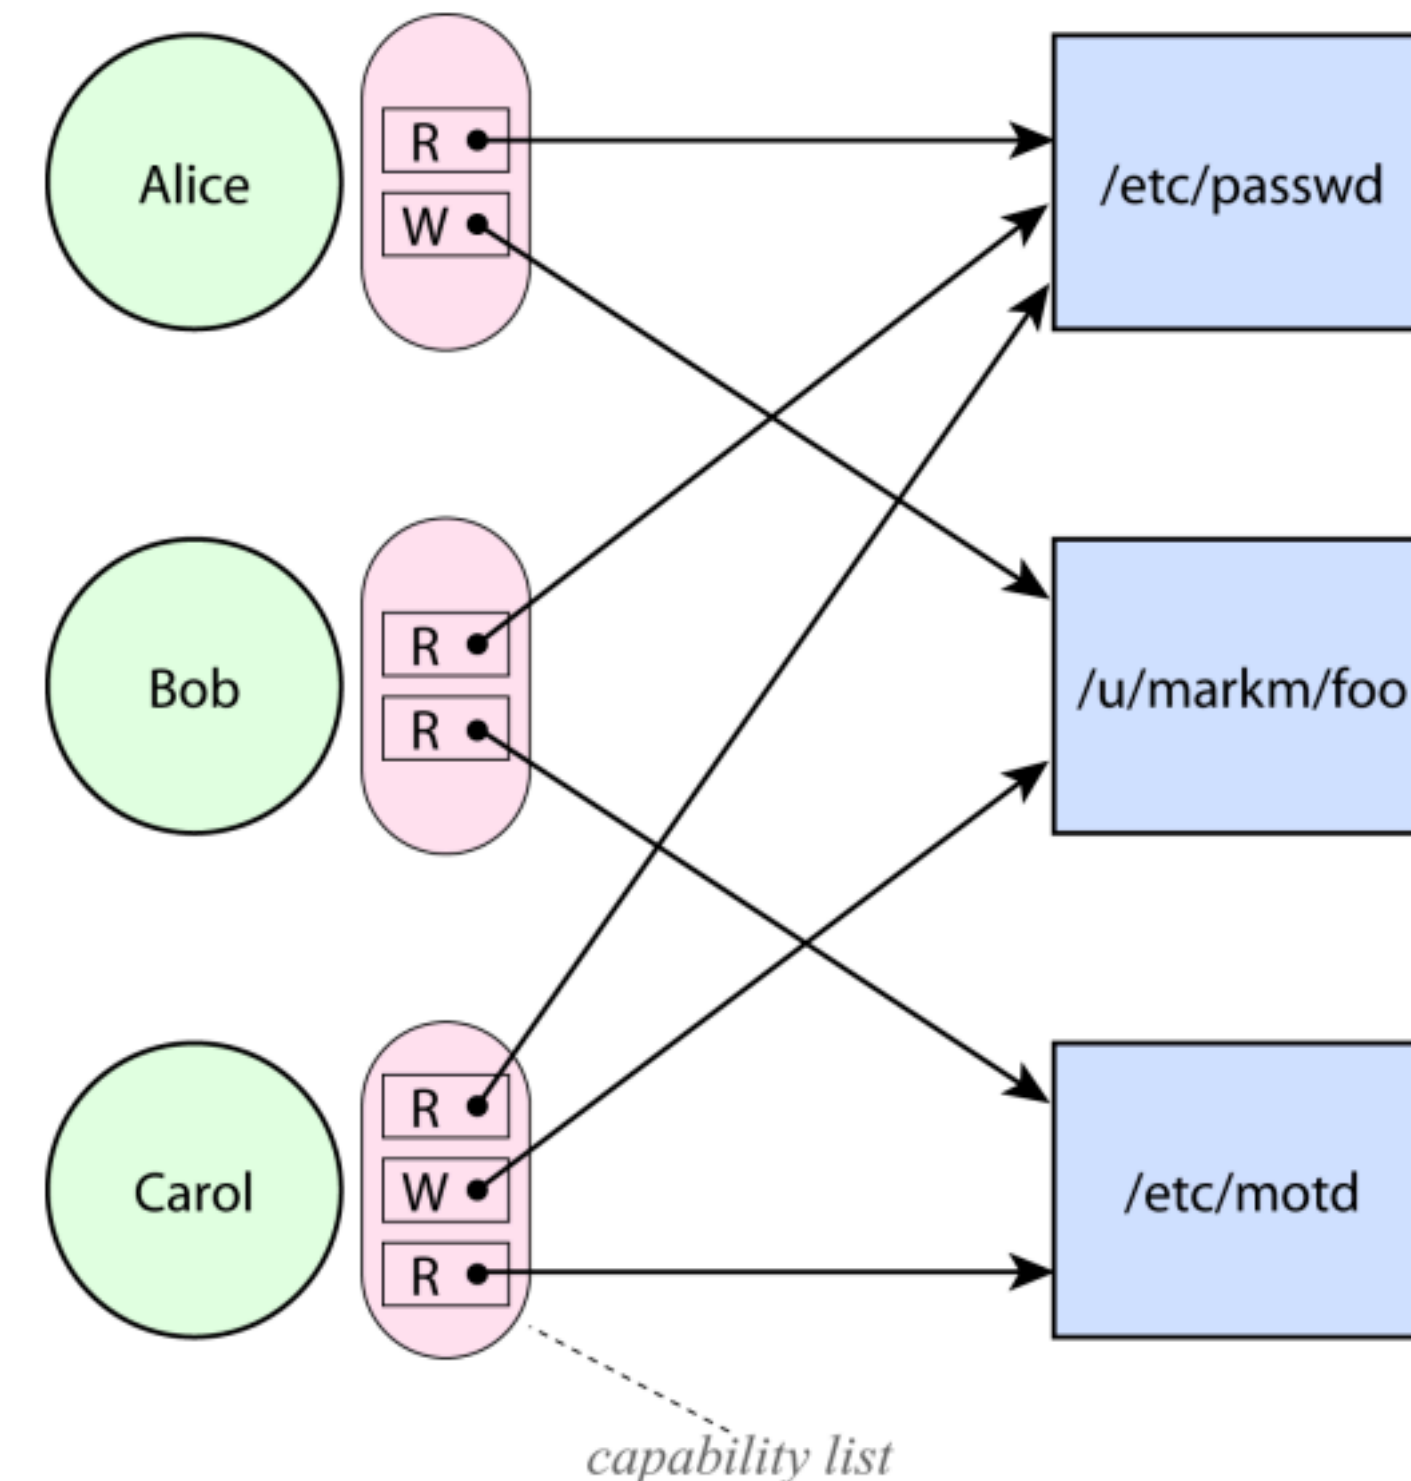 Alice
R
W
/etc/passwd
Bob
R
R
/u/markm/foo
Carol
R
W
R
/etc/motd
capability list